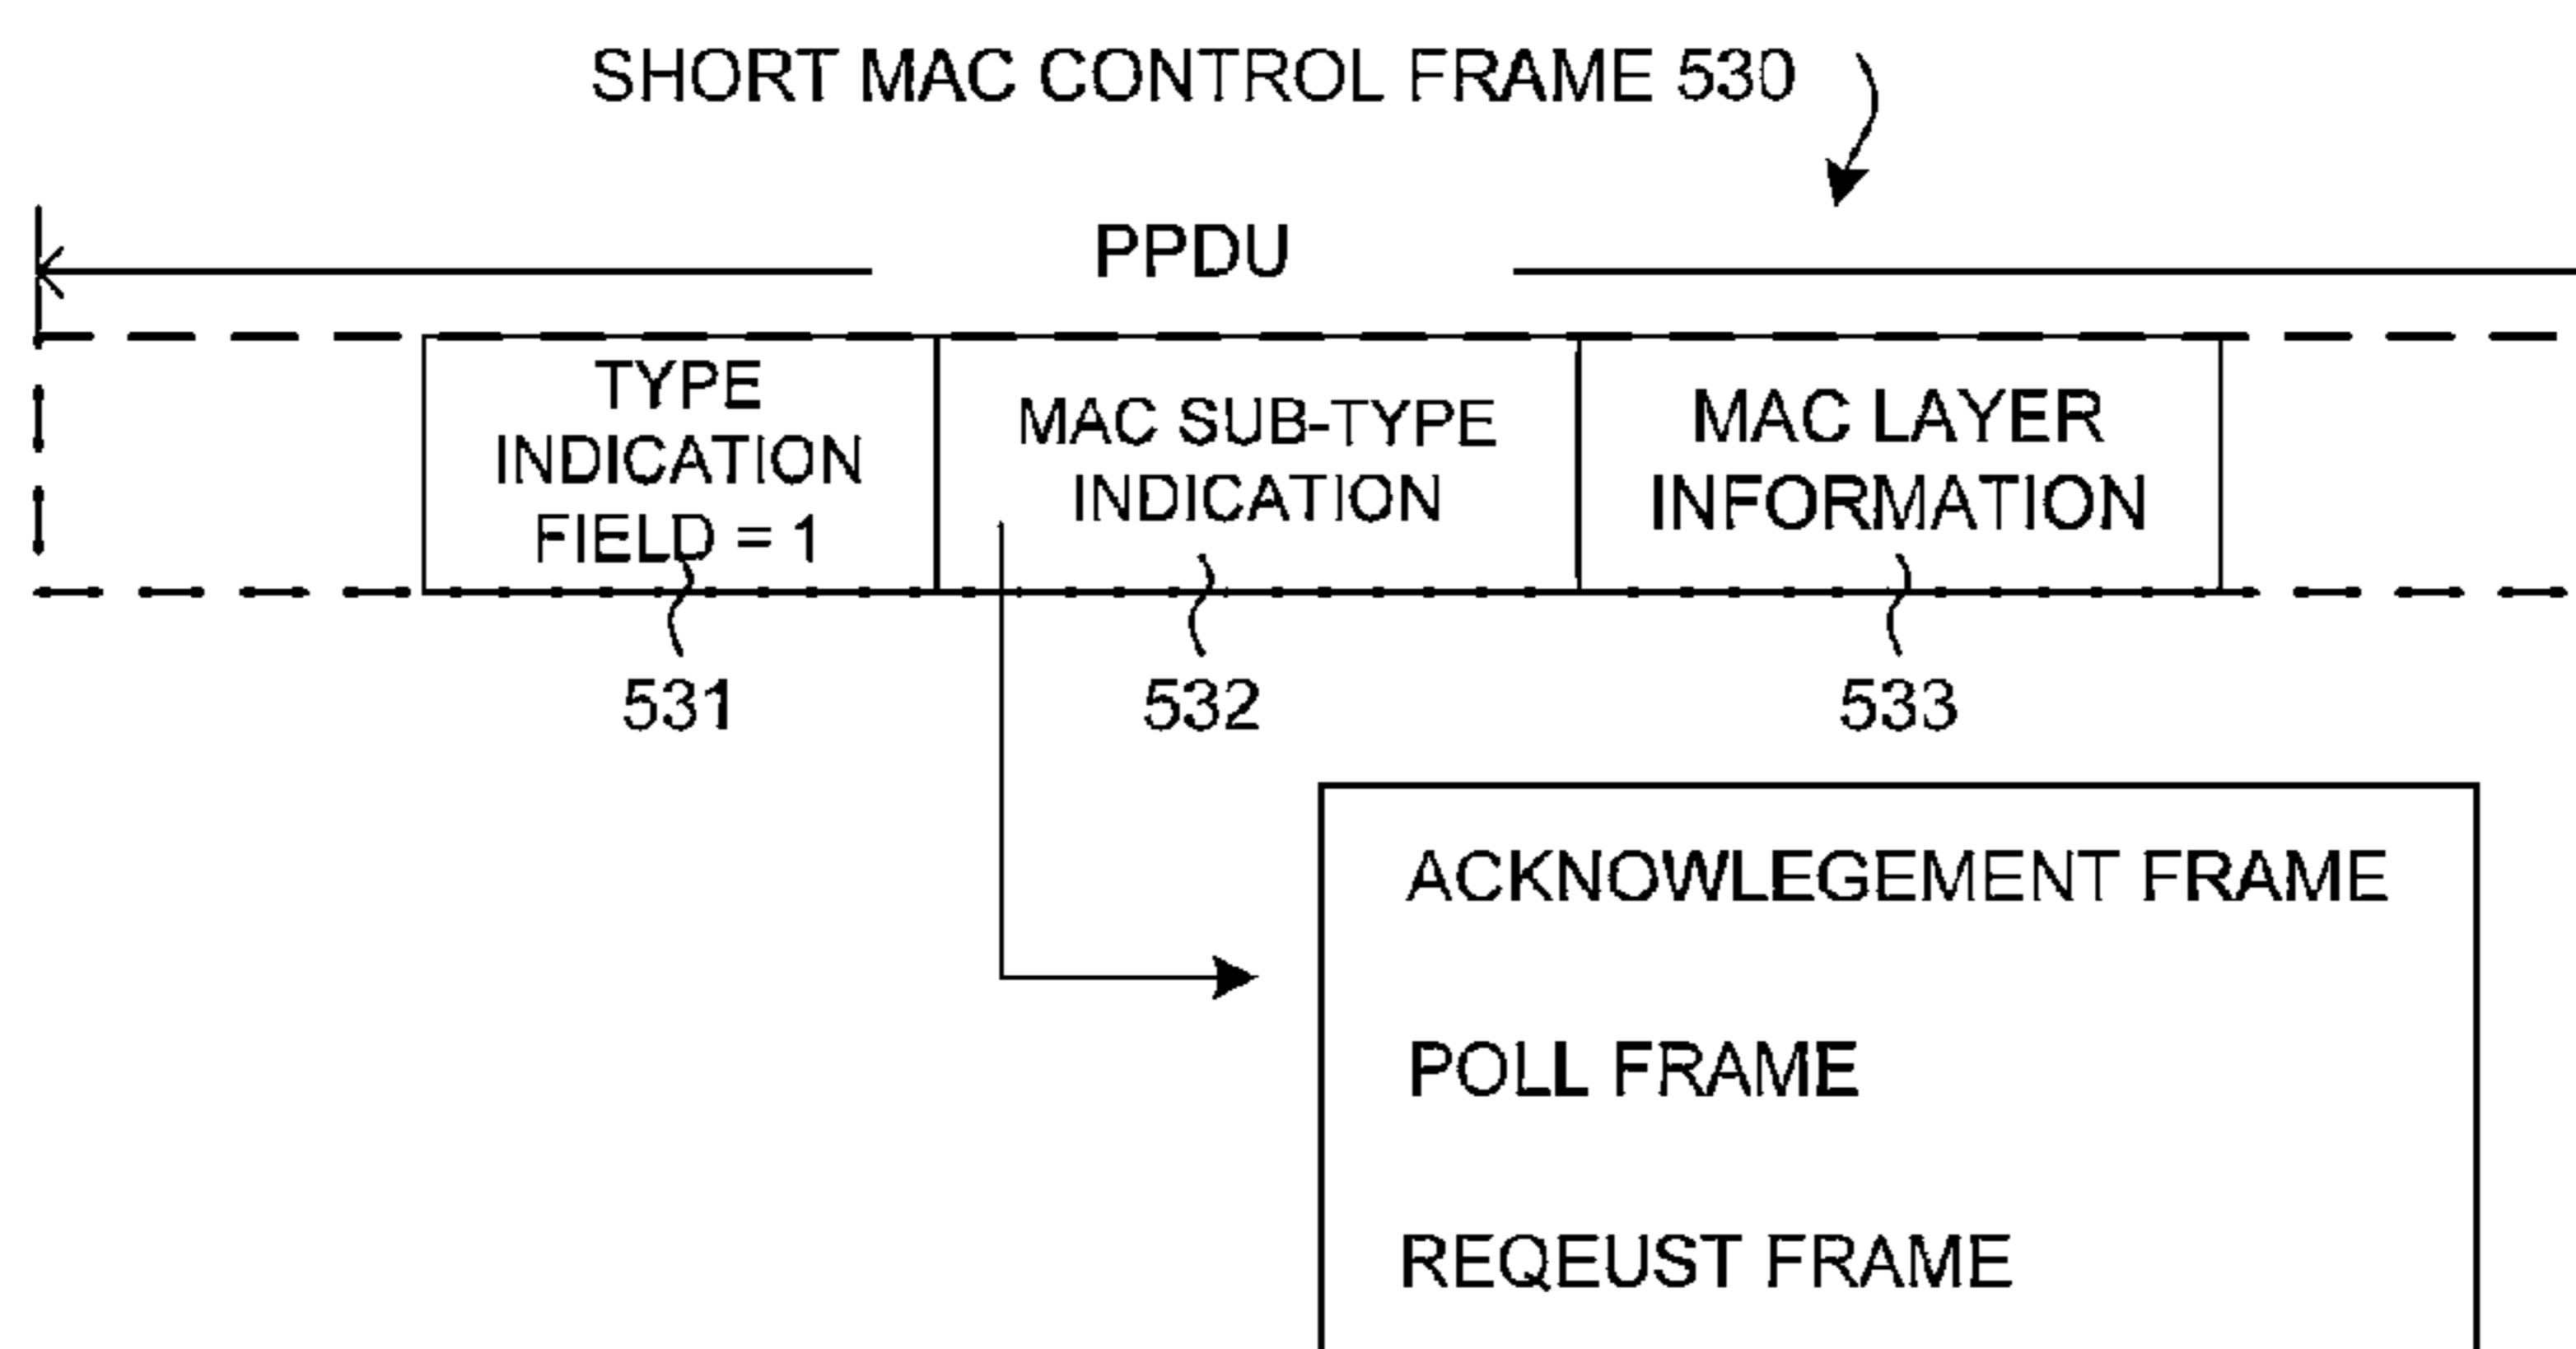 SHORT MAC CONTROL FRAME 530
PPDU
TYPE
INDICATION
FIELD = 1
MAC SUB-TYPE
INDICATION
MAC LAYER
INFORMATION
531
532
533
ACKNOWLEGEMENT FRAME
POLL FRAME
REQEUST FRAME